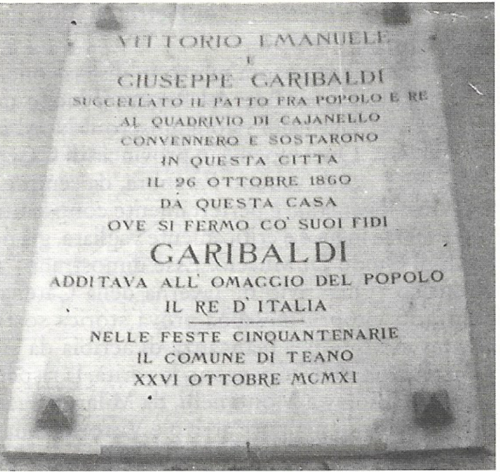 VITTORIO EMANUELE
E
GIUSEPPE GARIBALDI
SUGGELLATO IL PATTO FRA POPOLO E RE
AL QUADRIVIO DI CAJANELLO
CONVENNERO E SOSTARONO
IN QUESTA CITTA
IL 26 OTTOBRE 1860
DA QUESTA CASA
OVE SI FERMO CO' SUOI FIDI
GARIBALDI
ADDITAVA ALL' OMAGGIO DEL POPOLO
IL RE D'ITALIA
NELLE FESTE CINQUANTENARIE
IL COMUNE DI TEANO
XXVI OTTOBRE MCMXI